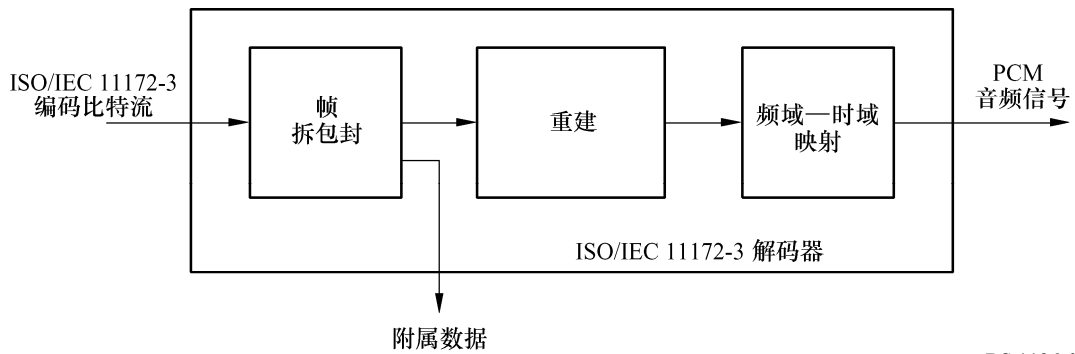 ISO/IEC 11172-3
编码比特流
帧
拆包封
重建
频域—时域
映射
PCM
音频信号
ISO/IEC 11172-3 解码器
附属数据